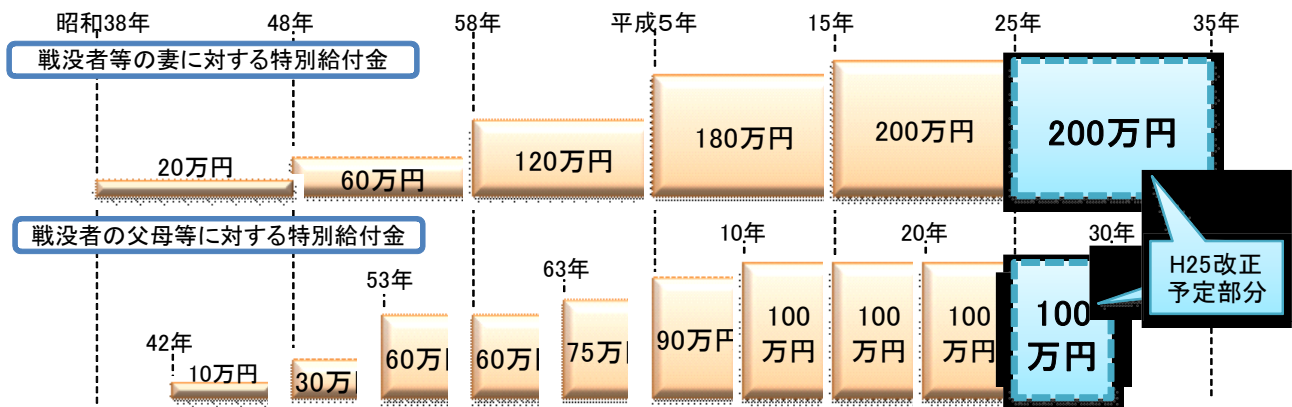 昭和38年 48年 58年 平成5年 15年 25年 35年
戦没者等の妻に対する特別給付金
20万円
60万円
120万円
180万円
200万円
200万円
戦没者の父母等に対する特別給付金
10年 20年 30年
H25改正
予定部分
53年
63年
42年
10万円
30万
60万
60万
75万
90万円
100
万円
100
万円
100
万円
100
万円